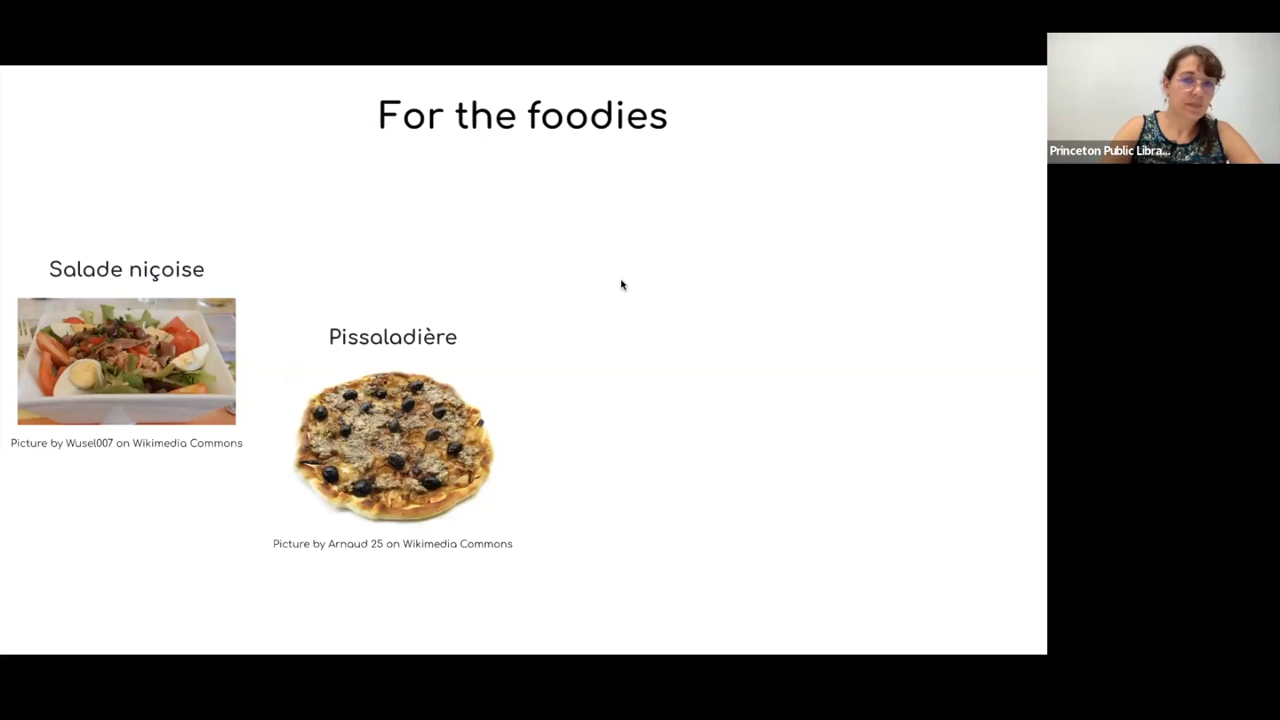 For the foodies
Princeton Public Libra...
Salade niçoise
Pissaladière
Picture by Wusel007 on Wikimedia Commons
Picture by Arnaud 25 on Wikimedia Commons